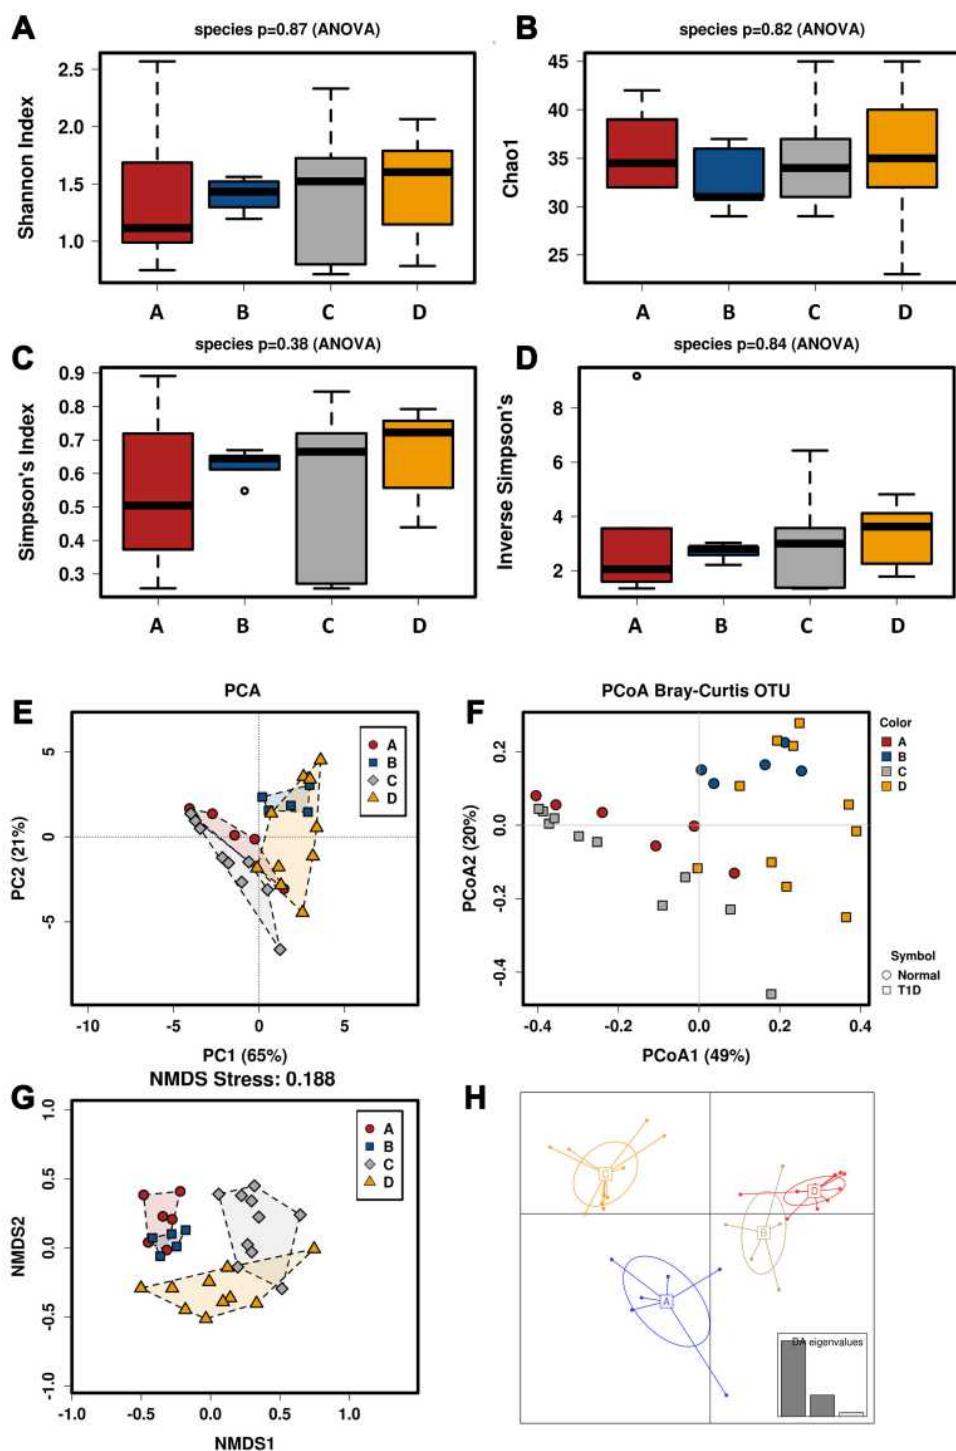 A
species p=0.87 (ANOVA)
Shannon Index
2.5
2.0
1.5
1.0
A B C D
B
species p=0.82 (ANOVA)
Chao1
45
40
35
30
25
A B C D
C
species p=0.38 (ANOVA)
Simpson's Index
0.9
0.8
0.7
0.6
0.5
0.4
0.3
A B C D
D
species p=0.84 (ANOVA)
Inverse Simpson's
8
6
4
2
A B C D
E
PCA
PC2 (21%)
5
0
-5
A
B
C
D
-10 -5 0 5
PC1 (65%)
F
PCoA Bray-Curtis OTU
PCoA2 (20%)
0.2
0.0
-0.2
-0.4
-0.4 -0.2 0.0 0.2 0.4
PCoA1 (49%)
Color
A
B
C
D
Symbol
Normal
T1D
G
NMDS Stress: 0.188
NMDS2
1.0
0.5
0.0
-0.5
-1.0
A
B
C
D
-1.0 -0.5 0.0 0.5 1.0
NMDS1
H
C
D
B
A
DA eigenvalues